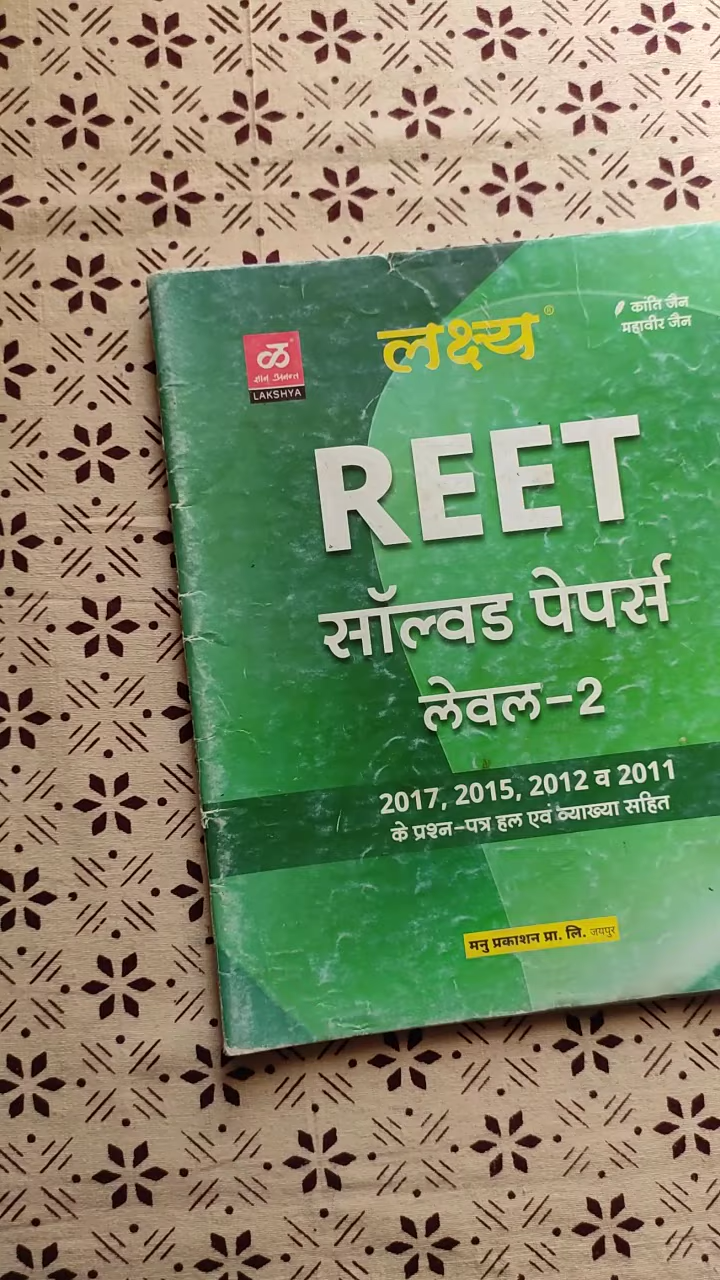 लक्ष्य®
कांति जैन
महावीर जैन
ळ
ज्ञान अनन्त
LAKSHYA
REET
सॉल्वड पेपर्स
लेवल-2
2017, 2015, 2012 व 2011
के प्रश्न-पत्र हल एवं व्याख्या सहित
मनु प्रकाशन प्रा. लि. जयपुर